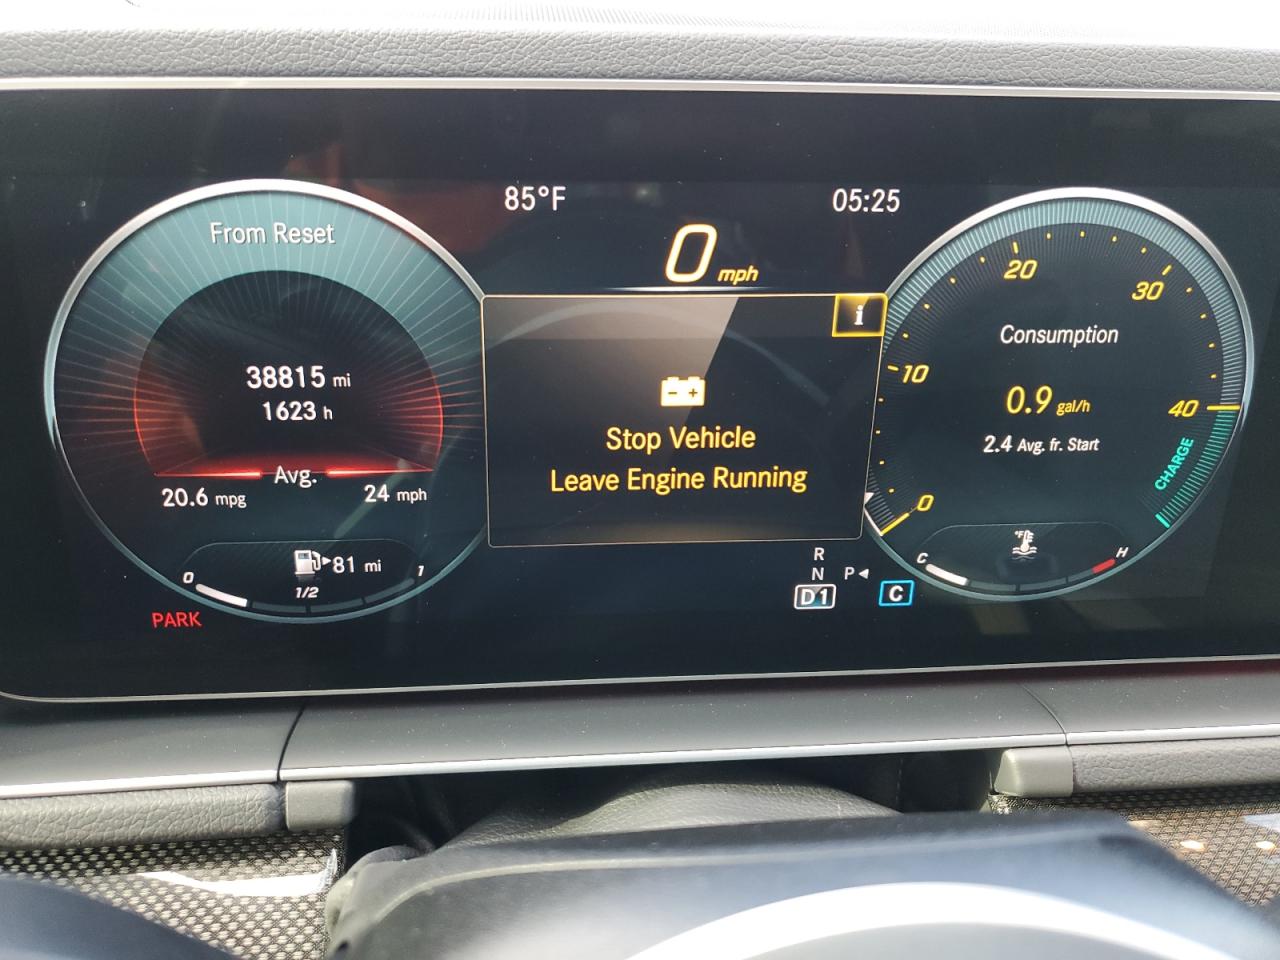 85°F
05:25
0 mph
From Reset
38815 mi
1623 h
Avg.
20.6 mpg
24 mph
81 mi
0
1/2
1
PARK
i
- +
Stop Vehicle
Leave Engine Running
R
N P
D1
C
Consumption
0.9 gal/h
2.4 Avg. fr. Start
0
10
20
30
40
CHARGE
C
°F/E
H